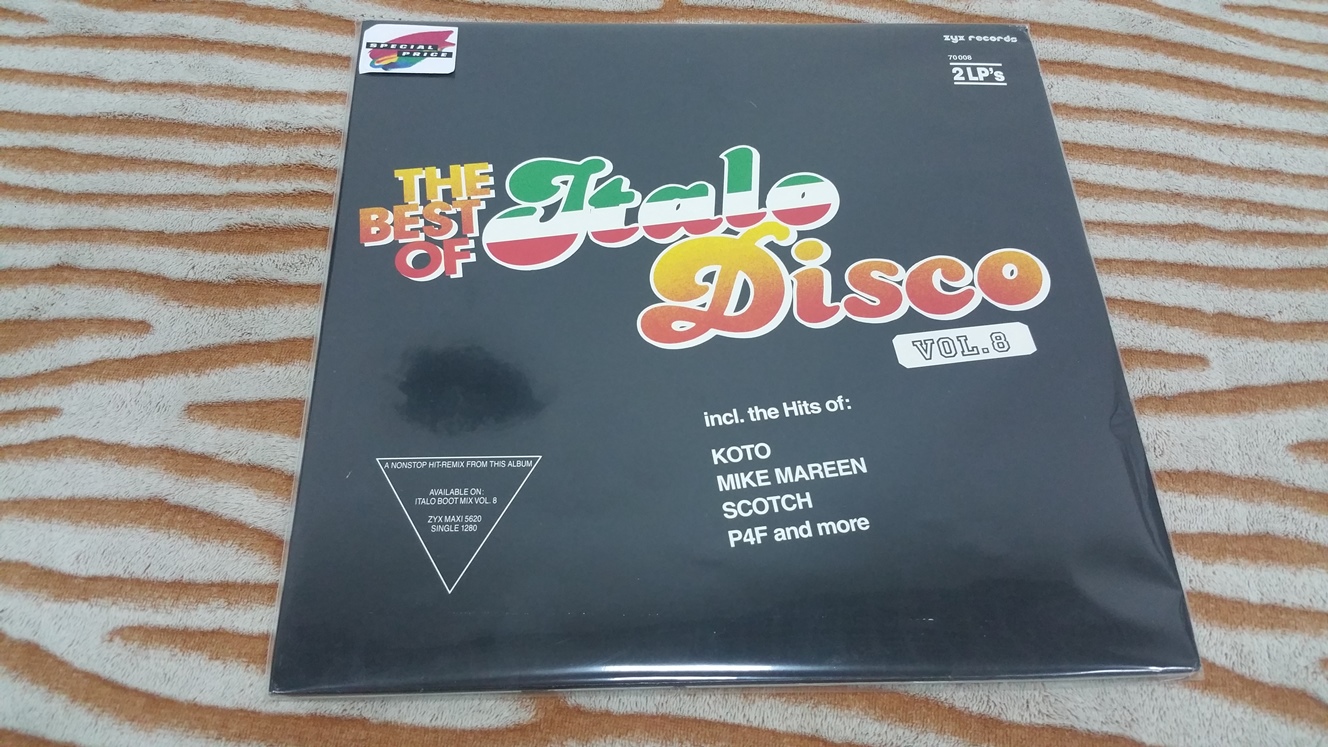 SPECIAL
PRICE
zyx records
70 008
2 LP's
THE
BEST
OF
Italo
Disco
VOL.8
incl. the Hits of:
KOTO
MIKE MAREEN
SCOTCH
P4F and more
A NONSTOP HIT-REMIX FROM THIS ALBUM
AVAILABLE ON:
ITALO BOOT MIX VOL. 8
ZYX MAXI 5620
SINGLE 1280